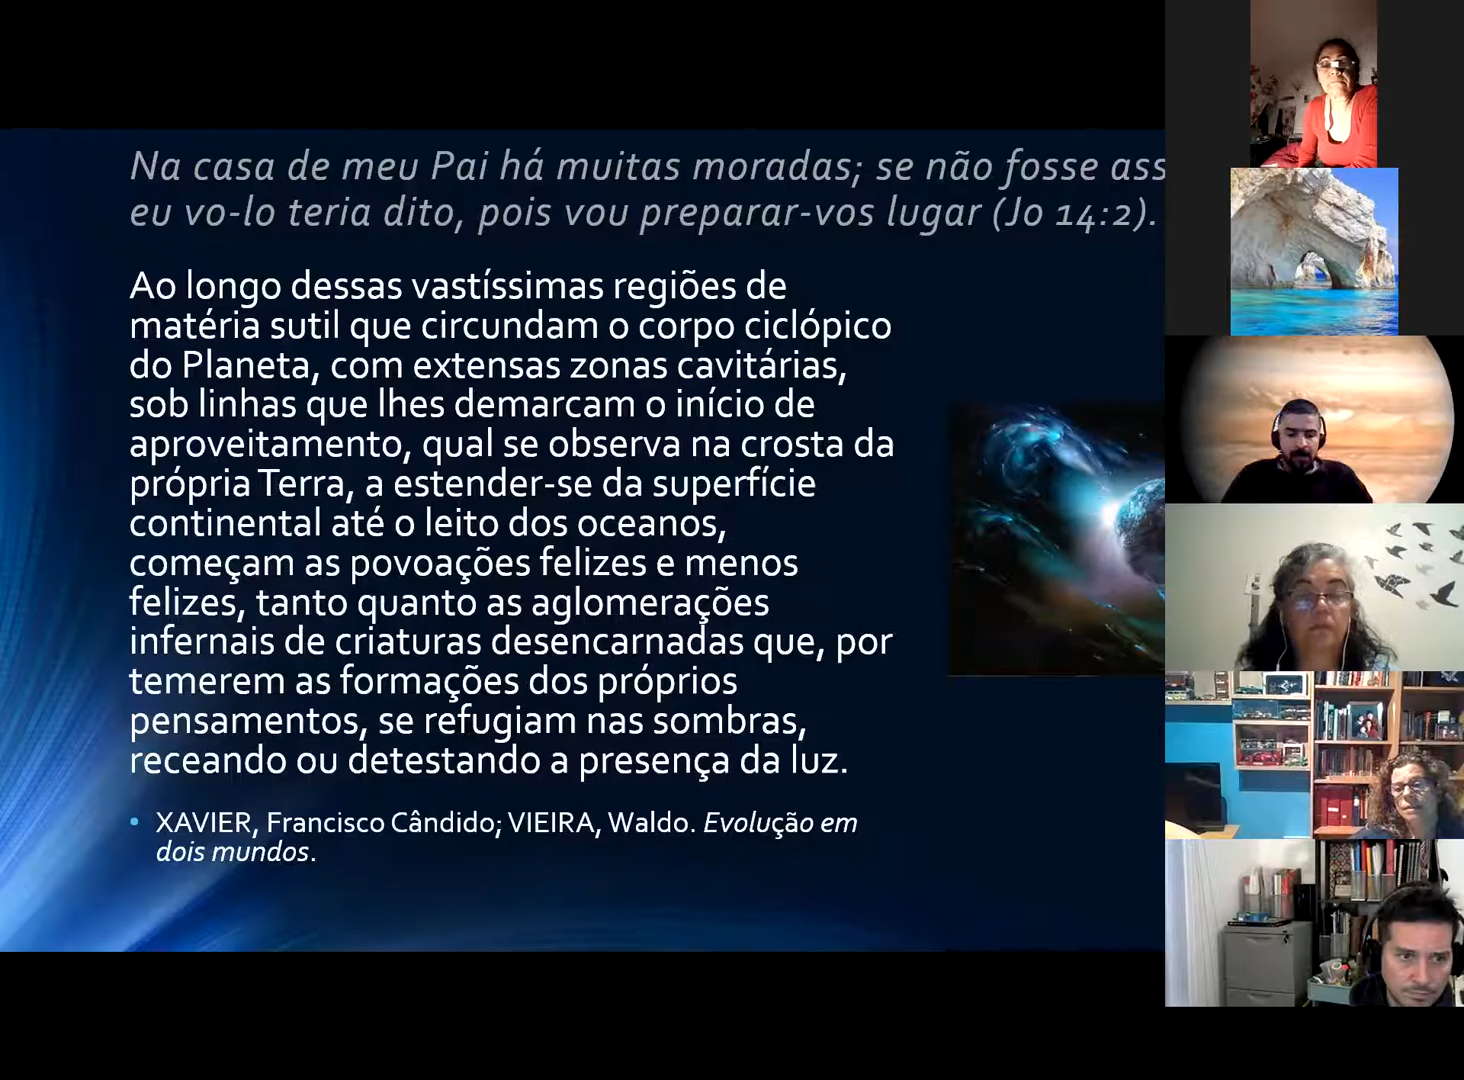 Na casa de meu Pai há muitas moradas; se não fosse ass
eu vo-lo teria dito, pois vou preparar-vos lugar (Jo 14:2).
Ao longo dessas vastíssimas regiões de
matéria sutil que circundam o corpo ciclópico
do Planeta, com extensas zonas cavitárias,
sob linhas que lhes demarcam o início de
aproveitamento, qual se observa na crosta da
própria Terra, a estender-se da superfície
continental até o leito dos oceanos,
começam as povoações felizes e menos
felizes, tanto quanto as aglomerações
infernais de criaturas desencarnadas que, por
temerem as formações dos próprios
pensamentos, se refugiam nas sombras,
receando ou detestando a presença da luz.
• XAVIER, Francisco Cândido; VIEIRA, Waldo. Evolução em
dois mundos.